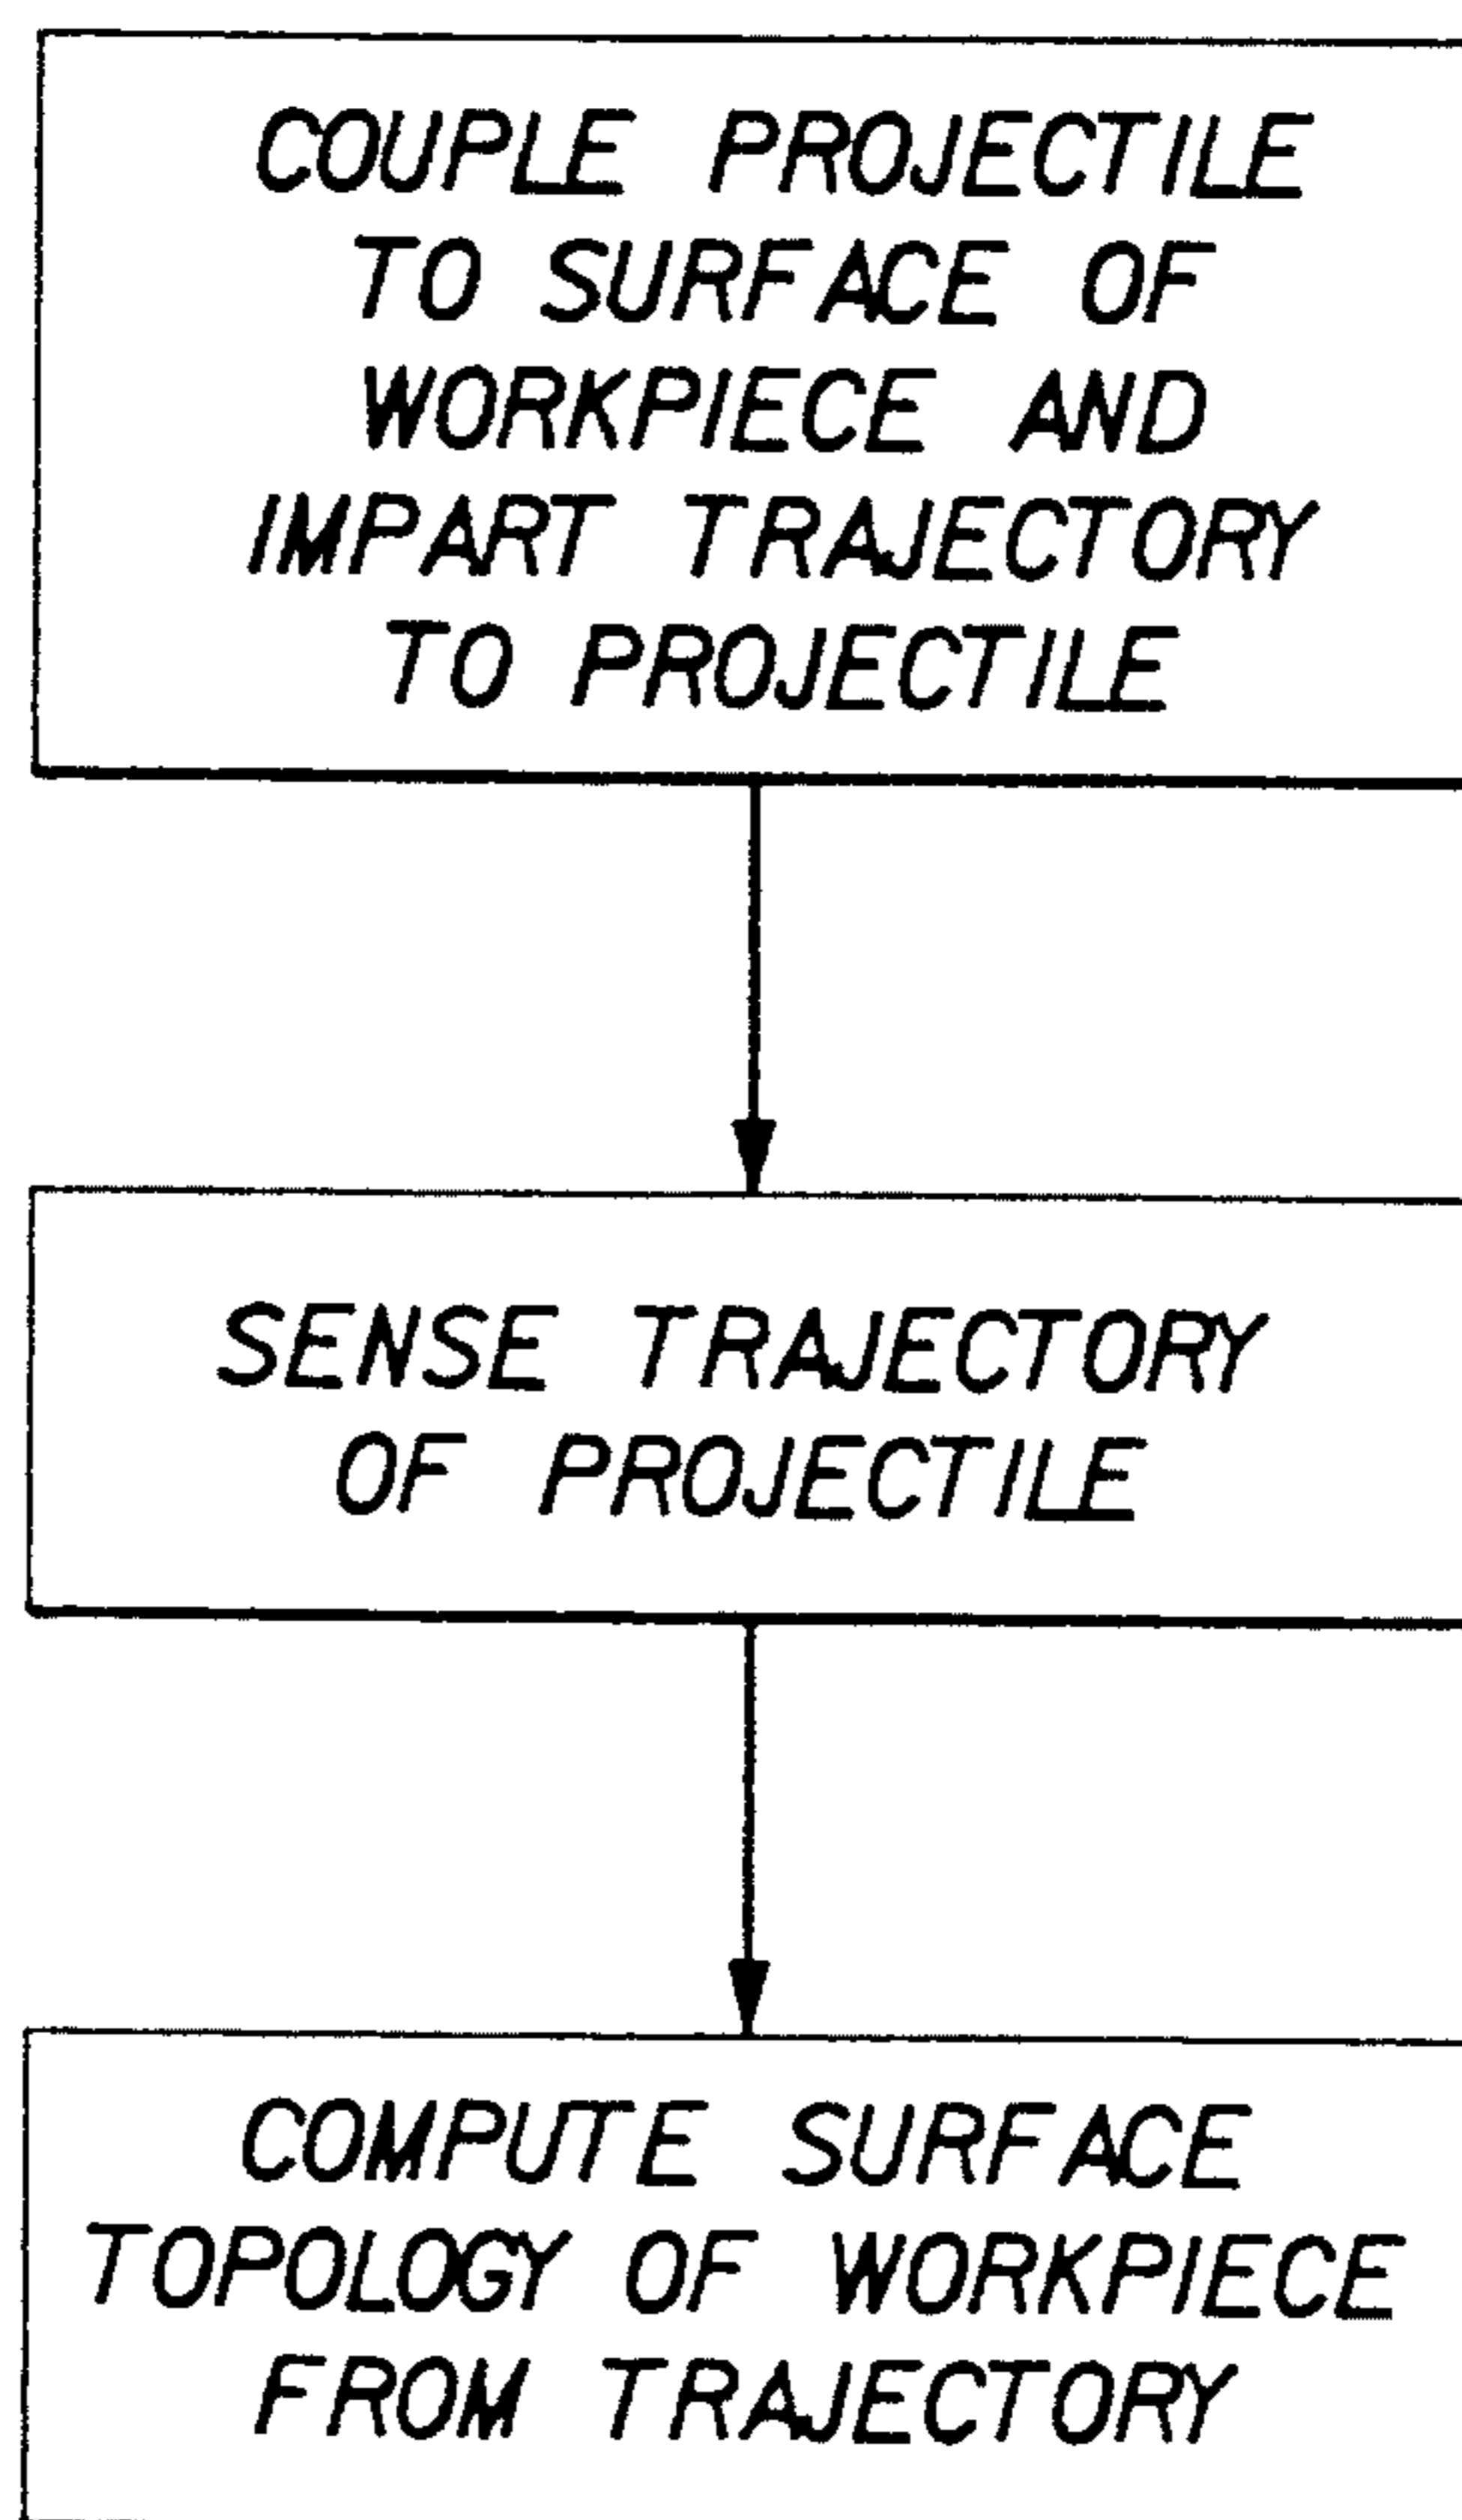 COUPLE PROJECTILE
TO SURFACE OF
WORKPIECE AND
IMPART TRAJECTORY
TO PROJECTILE
SENSE TRAJECTORY
OF PROJECTILE
COMPUTE SURFACE
TOPOLOGY OF WORKPIECE
FROM TRAJECTORY